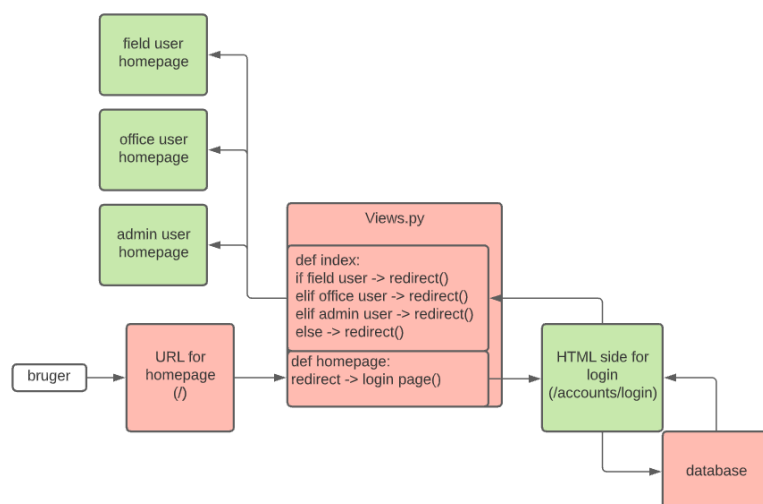 field user
homepage
office user
homepage
admin user
homepage
Views.py
def index:
if field user -> redirect()
elif office user -> redirect()
elif admin user -> redirect()
else -> redirect()
def homepage:
redirect -> login page()
bruger
URL for
homepage
(/)
HTML side for
login
(/accounts/login)
database